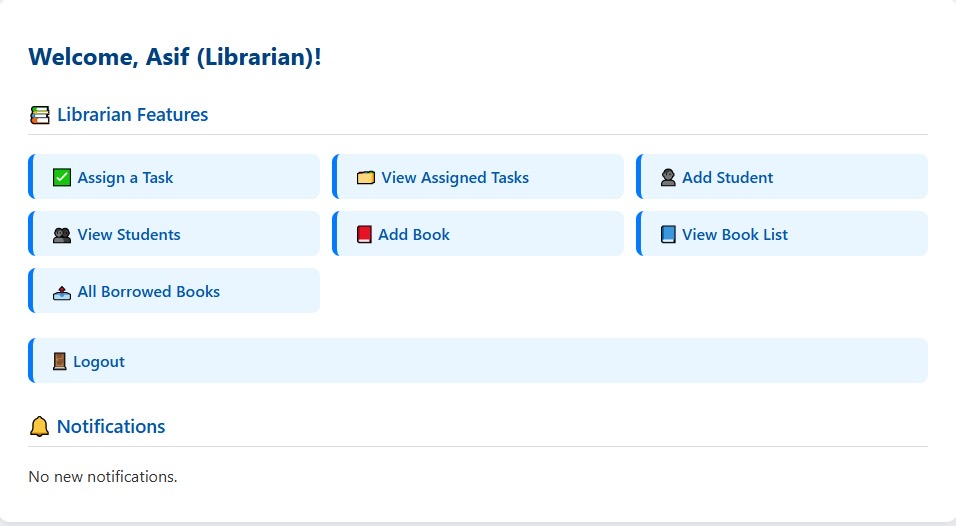 Welcome, Asif (Librarian)!
Librarian Features
Assign a Task
View Assigned Tasks
Add Student
View Students
Add Book
View Book List
All Borrowed Books
Logout
Notifications
No new notifications.